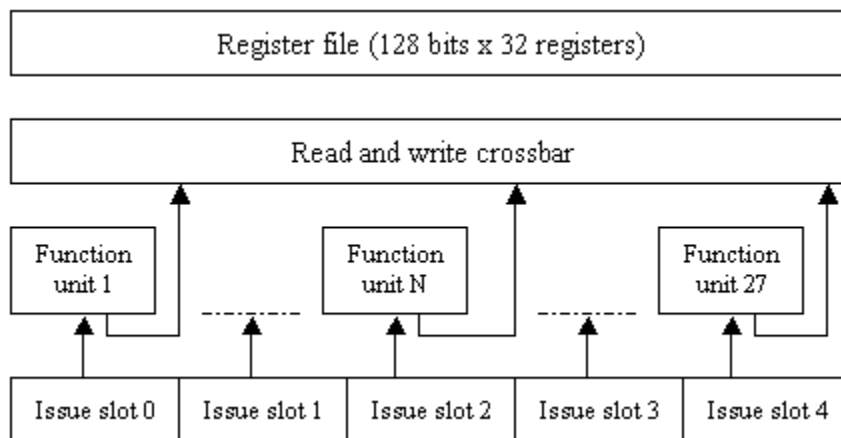 Register file (128 bits x 32 registers)
Read and write crossbar
Function
unit 1
Function
unit N
Function
unit 27
Issue slot 0
Issue slot 1
Issue slot 2
Issue slot 3
Issue slot 4